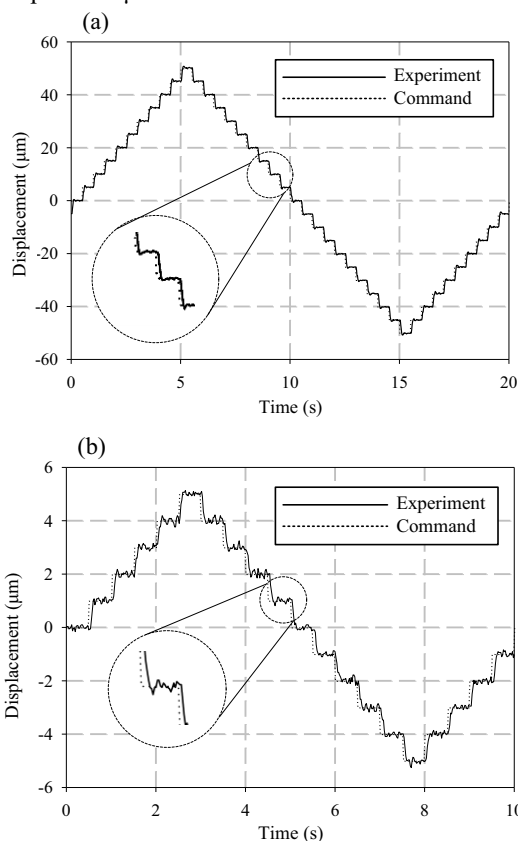 (a)
60
40
20
0
-20
-40
-60
Displacement (μm)
Experiment
Command
0 5 10 15 20
Time (s)
(b)
6
4
2
0
-2
-4
-6
Displacement (μm)
Experiment
Command
0 2 4 6 8 10
Time (s)